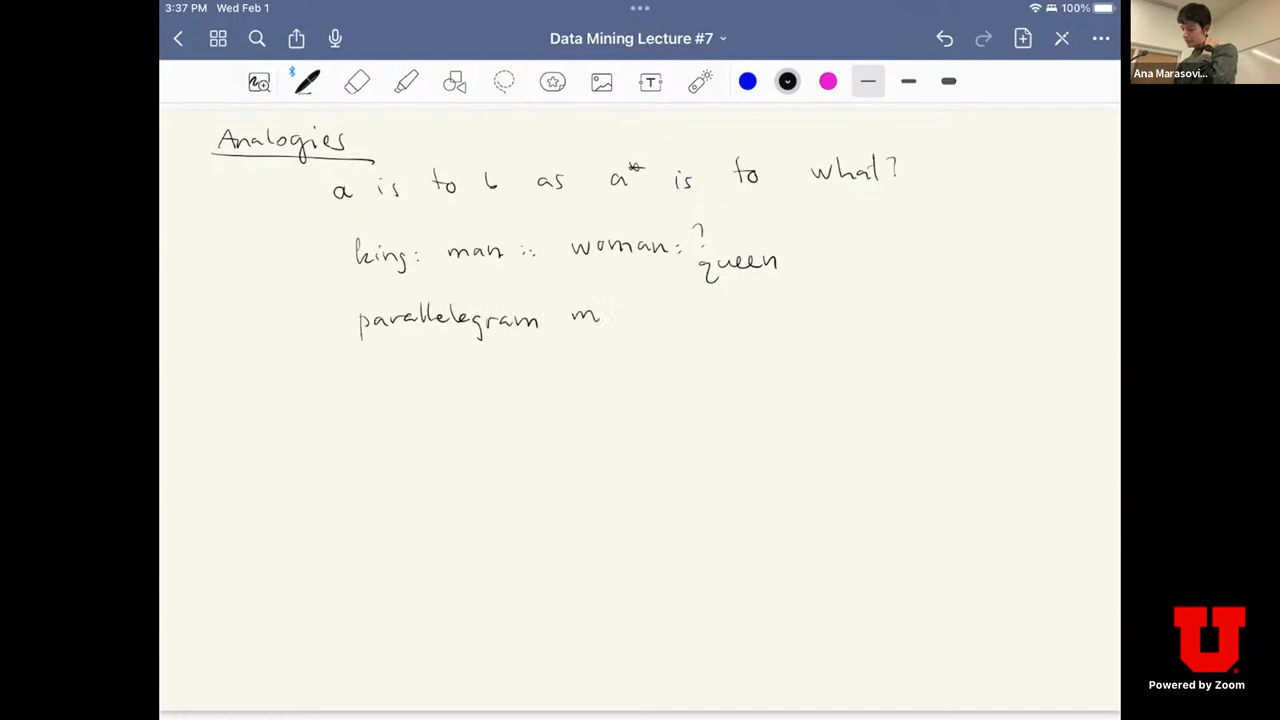 3:37 PM Wed Feb 1
100%
Data Mining Lecture #7
T
Ana Marasovi...
Analogies
a is to b as a* is to what?
king: man :: woman: ?
queen
parallelegram m
U
Powered by Zoom